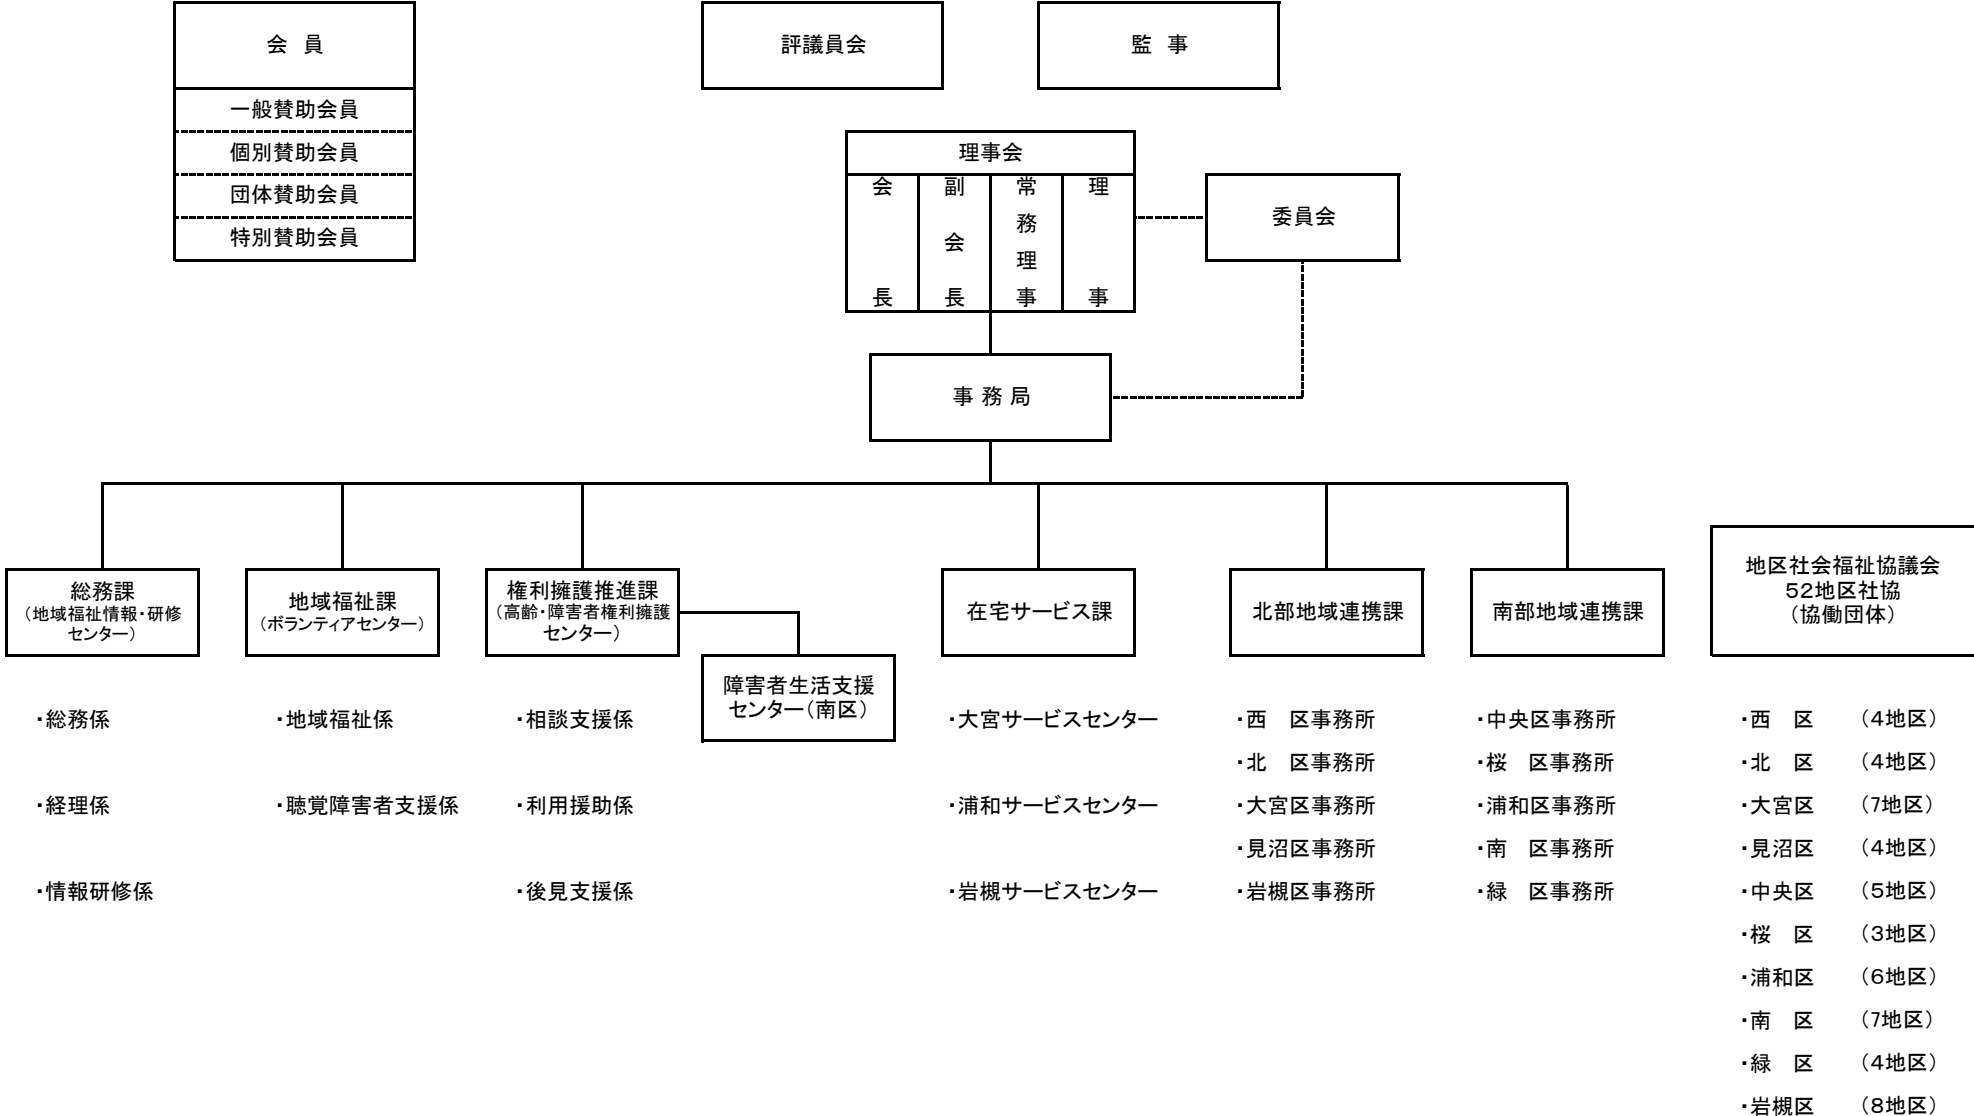 会 員
一般賛助会員
個別賛助会員
団体賛助会員
特別賛助会員
評議員会
監 事
理事会
会長
副会長
常務理事
理事
委員会
事 務 局
総務課
（地域福祉情報・研修
センター）
・総務係
・経理係
・情報研修係
地域福祉課
（ボランティアセンター）
・地域福祉係
・聴覚障害者支援係
権利擁護推進課
（高齢・障害者権利擁護
センター）
・相談支援係
・利用援助係
・後見支援係
障害者生活支援
センター（南区）
在宅サービス課
・大宮サービスセンター
・浦和サービスセンター
・岩槻サービスセンター
北部地域連携課
・西　区事務所
・北　区事務所
・大宮区事務所
・見沼区事務所
・岩槻区事務所
南部地域連携課
・中央区事務所
・桜　区事務所
・浦和区事務所
・南　区事務所
・緑　区事務所
地区社会福祉協議会
52地区社協
（協働団体）
・西　区　（4地区）
・北　区　（4地区）
・大宮区　（7地区）
・見沼区　（4地区）
・中央区　（5地区）
・桜　区　（3地区）
・浦和区　（6地区）
・南　区　（7地区）
・緑　区　（4地区）
・岩槻区　（8地区）